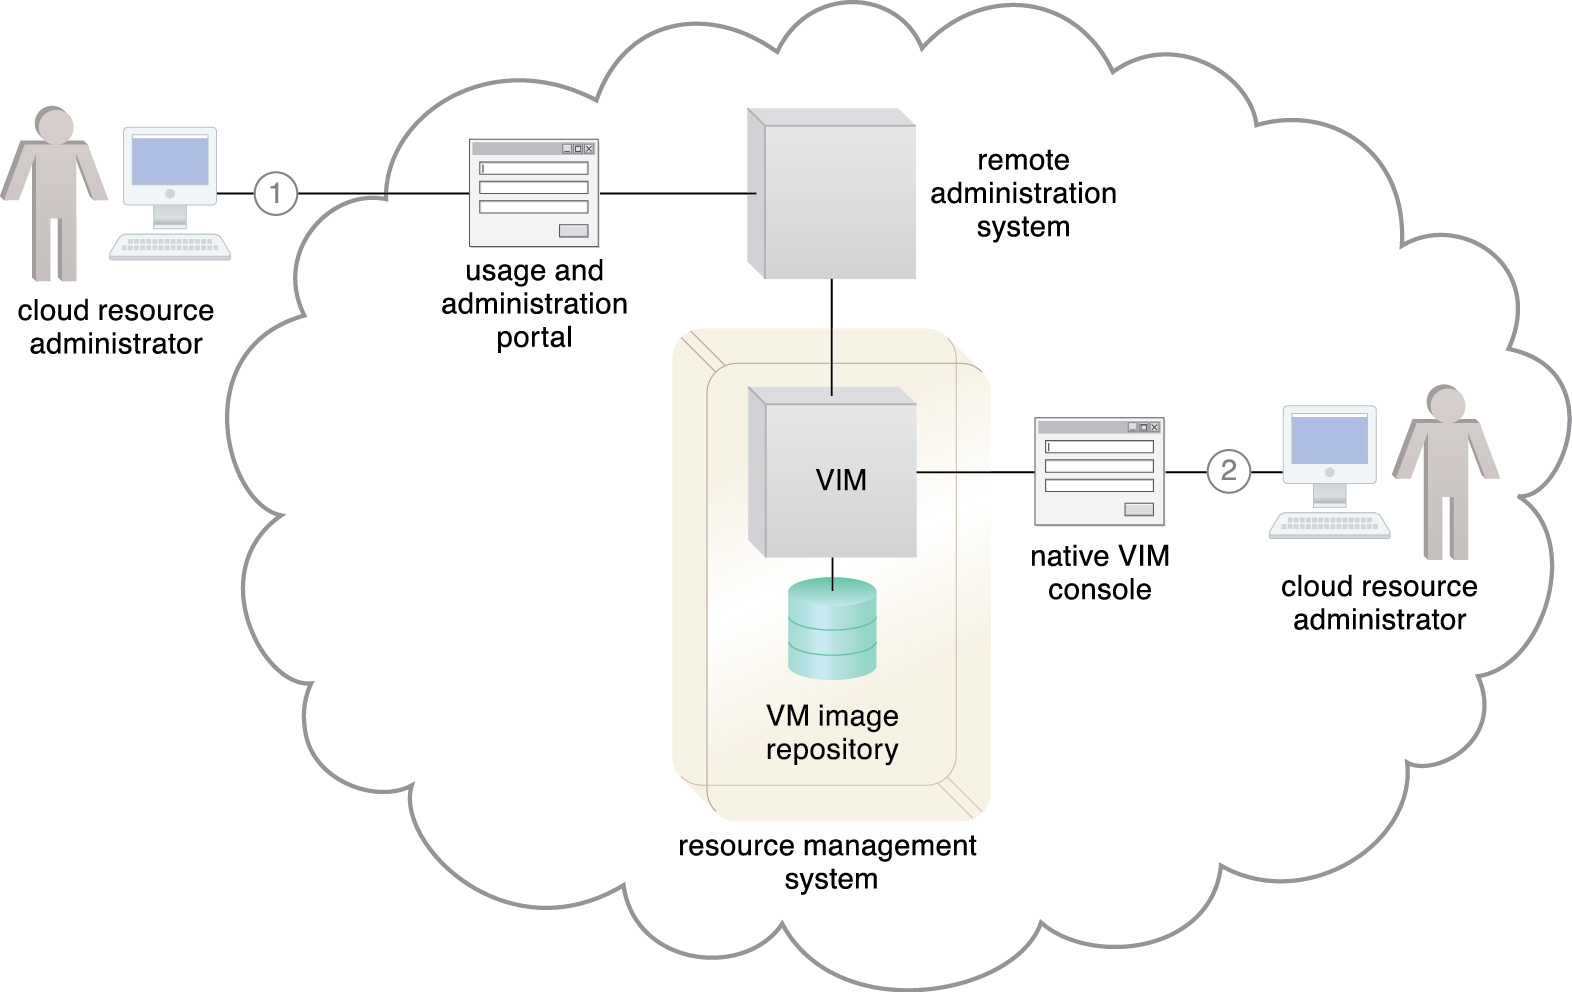 1
cloud resource
administrator
usage and
administration
portal
remote
administration
system
VIM
native VIM
console
2
cloud resource
administrator
VM image
repository
resource management
system